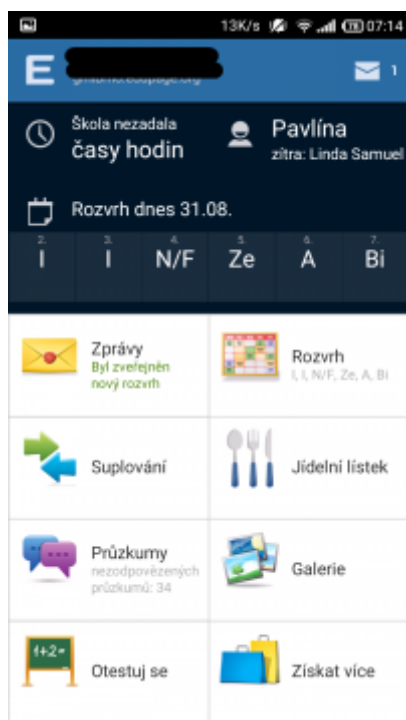 13K/s 78 07:14
E
1
Škola nezadala
časy hodin
Pavlína
zítra: Linda Samuel
Rozvrh dnes 31.08.
2. 3. 4. 5. 6. 7.
I I N/F Ze A Bi
Zprávy
Byl zveřejněn
nový rozvrh
Rozvrh
I, I, N/F, Ze, A, Bi
Suplování
Jídelní lístek
Průzkumy
nezodpovězených
průzkumů: 34
Galerie
1+2=
Otestuj se
Získat více